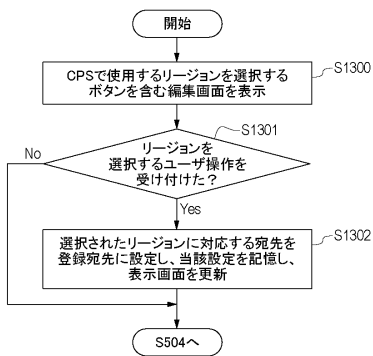 開始
S1300
CPSで使用するリージョンを選択する
ボタンを含む編集画面を表示
S1301
リージョンを
選択するユーザ操作を
受け付けた?
No
Yes
S1302
選択されたリージョンに対応する宛先を
登録宛先に設定し、当該設定を記憶し、
表示画面を更新
S504へ